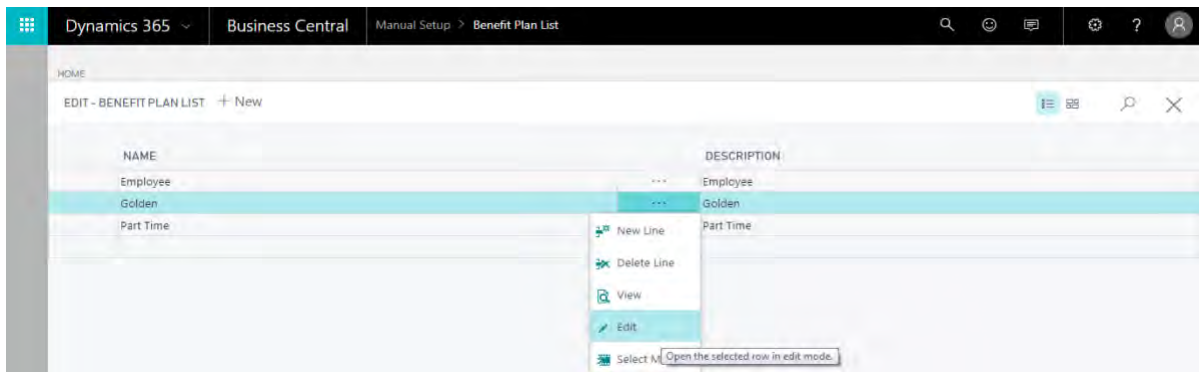 Dynamics 365 Business Central Manual Setup > Benefit Plan List ?
HOME
EDIT - BENEFIT PLAN LIST + New
NAME DESCRIPTION
Employee ... Employee
Golden ... Golden
Part Time Part Time
New Line
Delete Line
View
Edit
Select M
Open the selected row in edit mode.